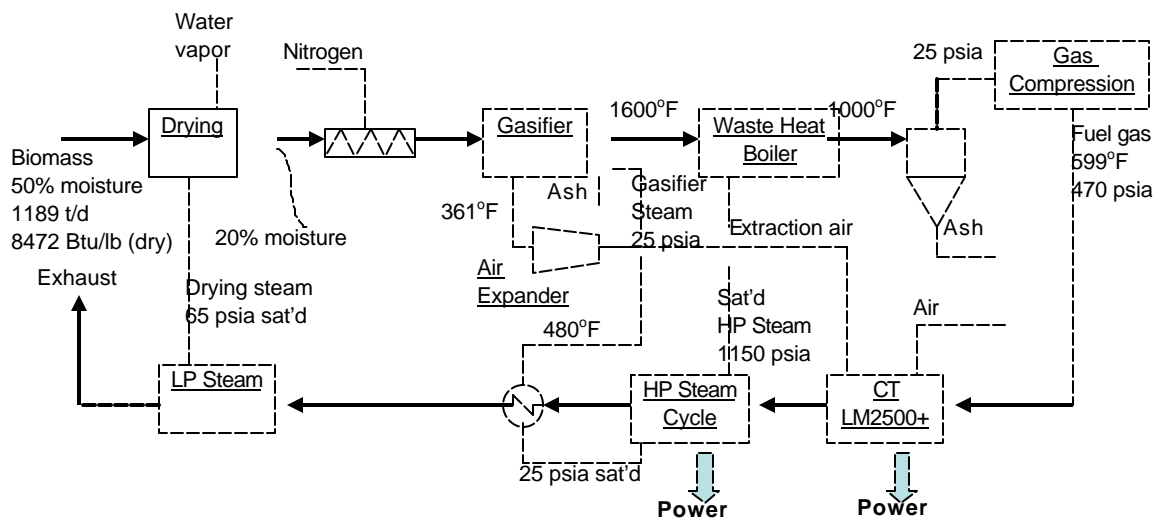 Water
vapor
Nitrogen
25 psia
Gas
Compression
Drying
Gasifier
1600°F
Waste Heat
Boiler
1000°F
Fuel gas
599°F
470 psia
Biomass
50% moisture
1189 t/d
8472 Btu/lb (dry)
20% moisture
361°F
Ash
Gasifier
Steam
25 psia
Extraction air
Ash
Air
Expander
Exhaust
Drying steam
65 psia sat'd
480°F
Sat'd
HP Steam
1150 psia
Air
LP Steam
HP Steam
Cycle
CT
LM2500+
25 psia sat'd
Power
Power